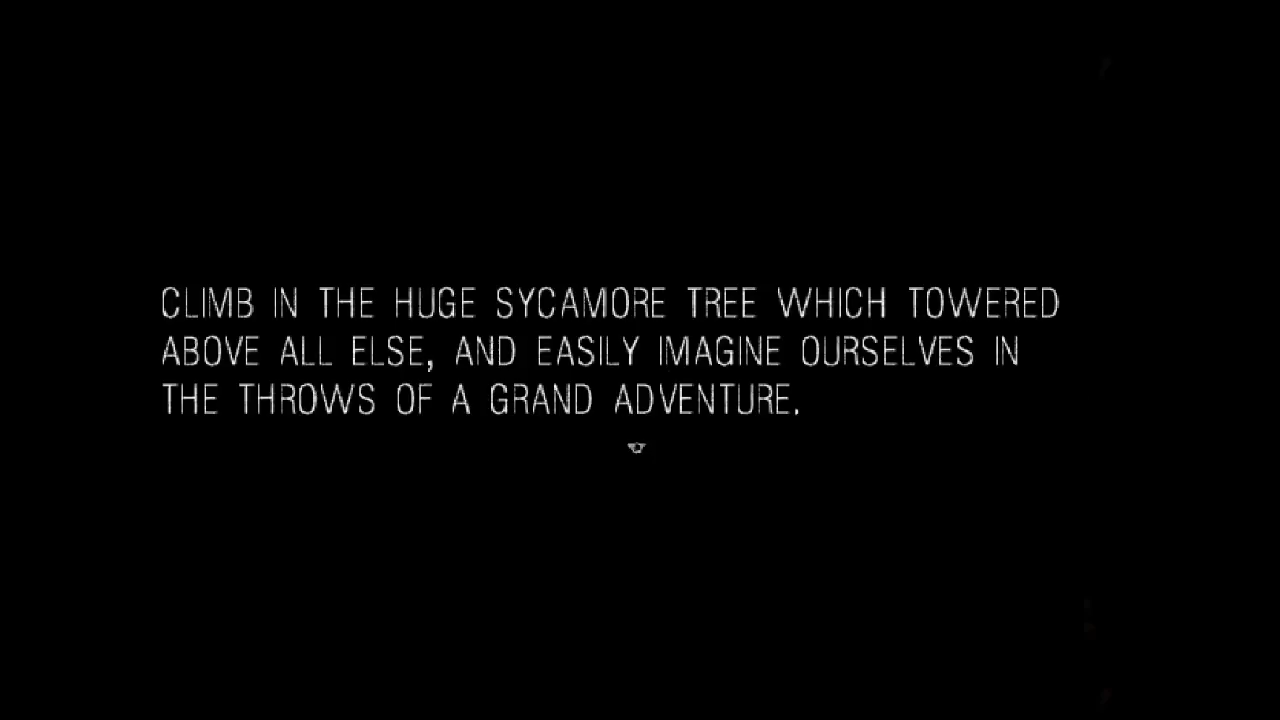 CLIMB IN THE HUGE SYCAMORE TREE WHICH TOWERED
ABOVE ALL ELSE, AND EASILY IMAGINE OURSELVES IN
THE THROWS OF A GRAND ADVENTURE.